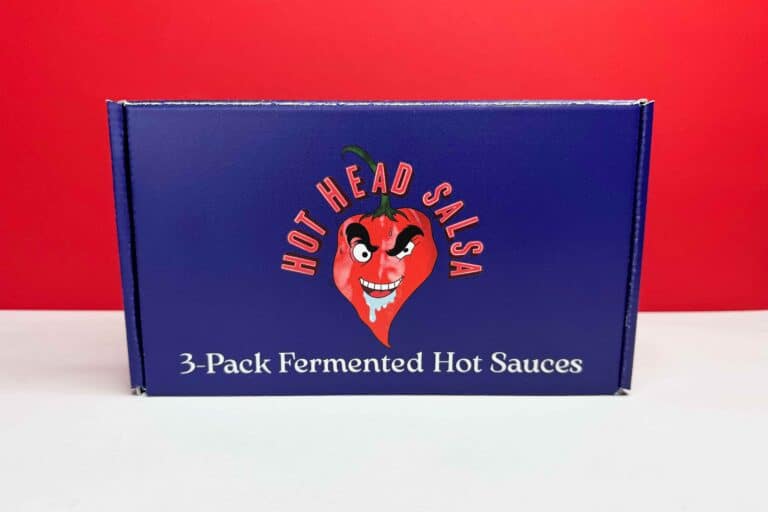 HOT HEAD SALSA
3-Pack Fermented Hot Sauces